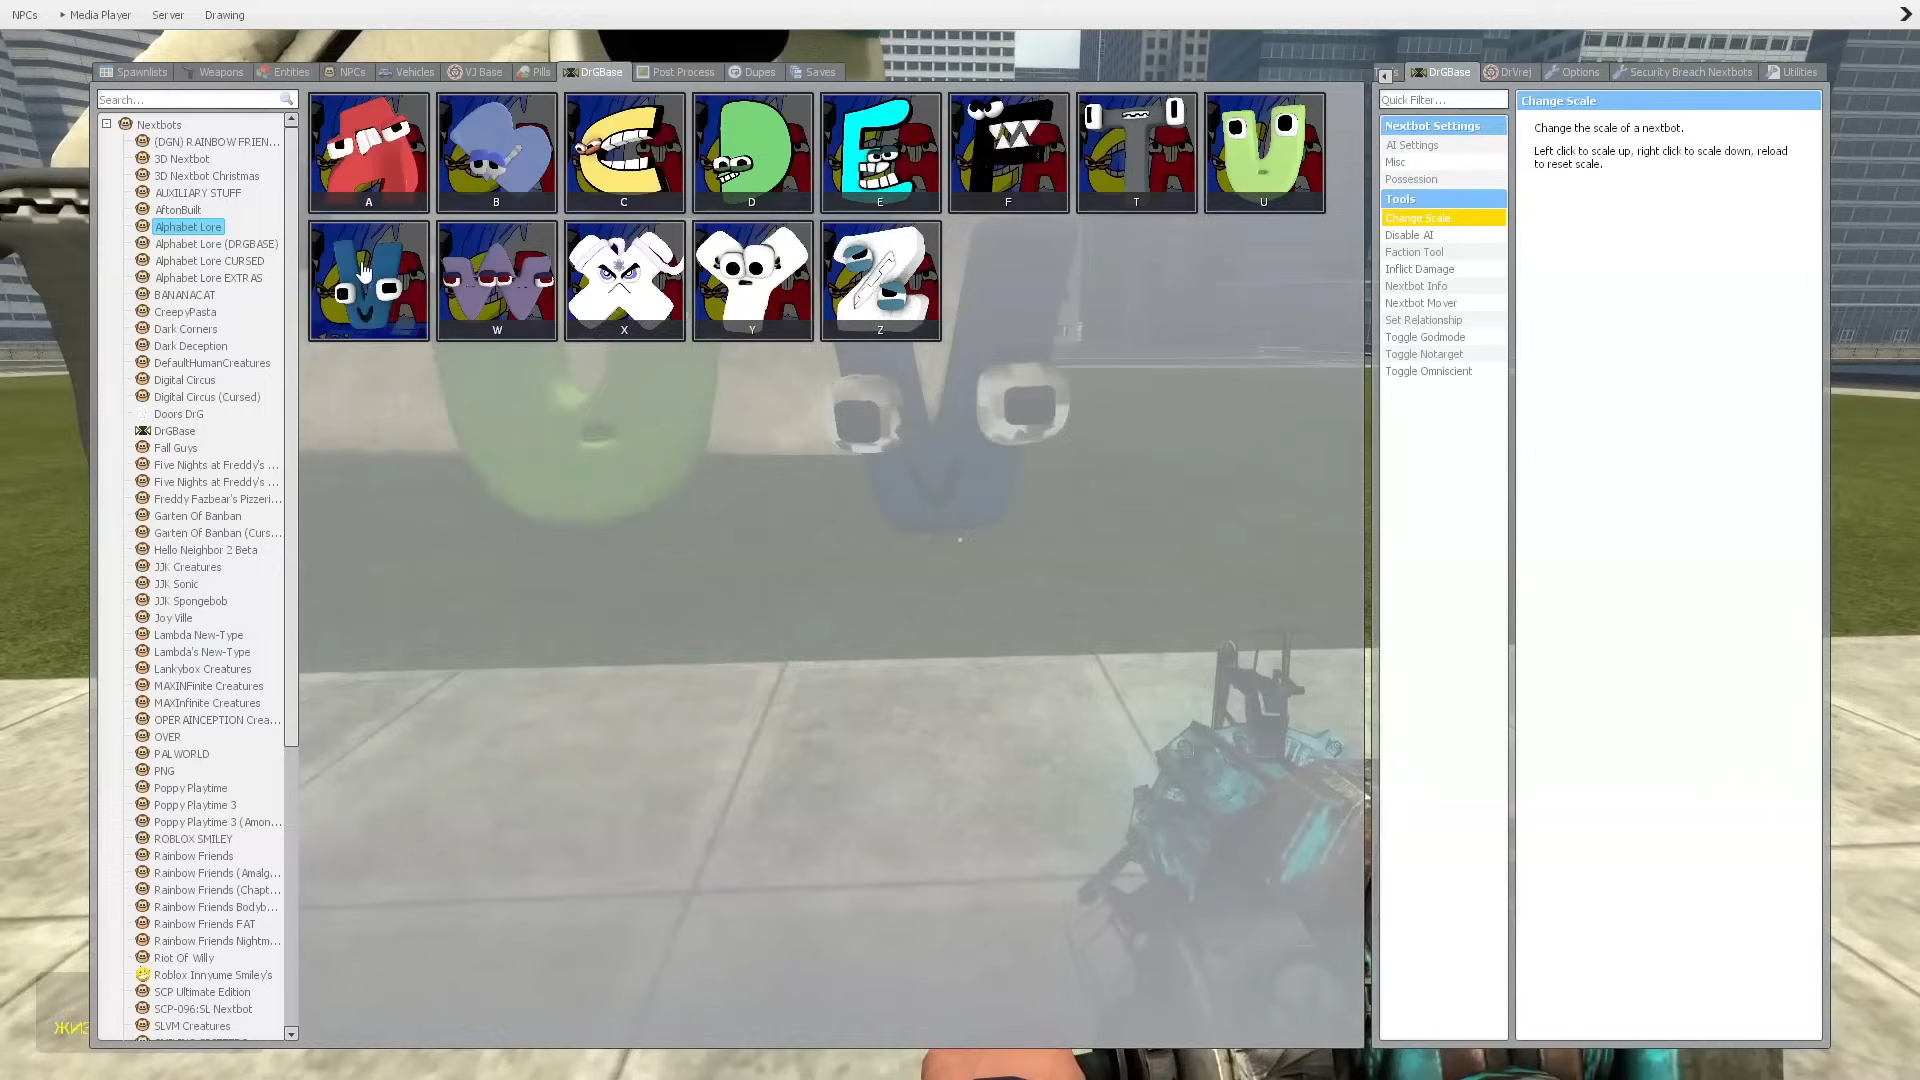 NPCs
Media Player
Server
Drawing
Spawnlists
Weapons
Entities
NPCs
Vehicles
VJ Base
Pills
DrGBase
Post Process
Dupes
Saves
Search...
Nextbots
(DGN) RAINBOW FRIEN...
3D Nextbot
3D Nextbot Christmas
AUXILIARY STUFF
AftonBuilt
Alphabet Lore
Alphabet Lore (DRGBASE)
Alphabet Lore CURSED
Alphabet Lore EXTRAS
BANANACAT
CreepyPasta
Dark Corners
Dark Deception
DefaultHumanCreatures
Digital Circus
Digital Circus (Cursed)
Doors DrG
DrGBase
Fall Guys
Five Nights at Freddy's ...
Five Nights at Freddy's ...
Freddy Fazbear's Pizzeri...
Garten Of Banban
Garten Of Banban (Curs...
Hello Neighbor 2 Beta
JJK Creatures
JJK Sonic
JJK Spongebob
Joy Ville
Lambda New-Type
Lambda's New-Type
Lankybox Creatures
MAXINFinite Creatures
MAXInfinite Creatures
OPERAINCEPTION Crea...
OVER
PALWORLD
PNG
Poppy Playtime
Poppy Playtime 3
Poppy Playtime 3 (Amon...
ROBLOX SMILEY
Rainbow Friends
Rainbow Friends (Amalg...
Rainbow Friends (Chapt...
Rainbow Friends Bodyb...
Rainbow Friends FAT
Rainbow Friends Nightm...
Riot Of Willy
Roblox Innyume Smiley's
SCP Ultimate Edition
SCP-096:SL Nextbot
SLVM Creatures
A
B
C
D
E
F
T
U
W
X
Y
Z
DrGBase
DrVrej
Options
Security Breach Nextbots
Utilities
Quick Filter...
Nextbot Settings
AI Settings
Misc
Possession
Tools
Change Scale
Disable AI
Faction Tool
Inflict Damage
Nextbot Info
Nextbot Mover
Set Relationship
Toggle Godmode
Toggle Notarget
Toggle Omniscient
Change Scale
Change the scale of a nextbot.
Left click to scale up, right click to scale down, reload
to reset scale.